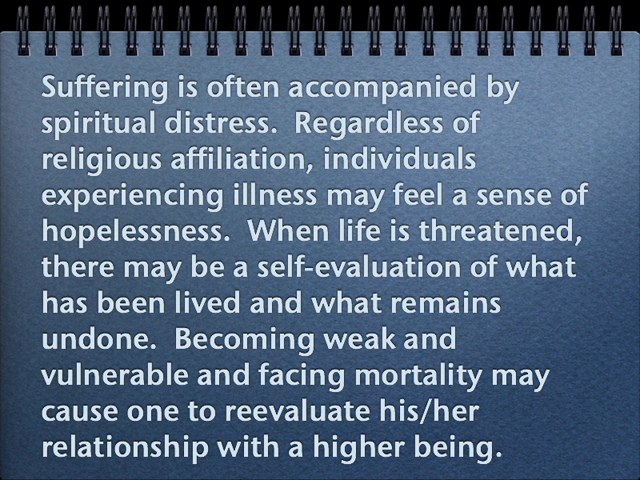 Suffering is often accompanied by
spiritual distress.  Regardless of
religious affiliation, individuals
experiencing illness may feel a sense of
hopelessness.  When life is threatened,
there may be a self-evaluation of what
has been lived and what remains
undone.  Becoming weak and
vulnerable and facing mortality may
cause one to reevaluate his/her
relationship with a higher being.